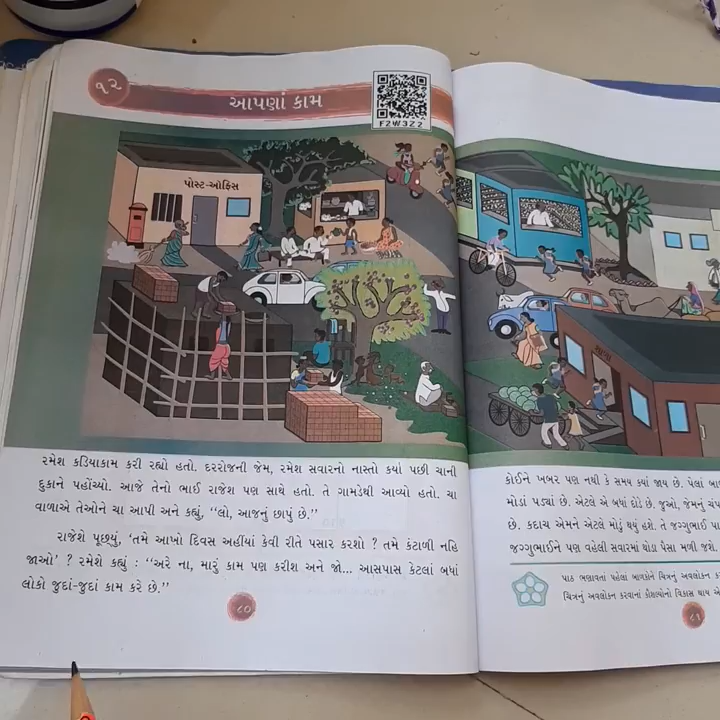 ૧૨
આપણાં કામ
F2W3Z2
પોસ્ટ-ઑફિસ
રમેશ કડિયાકામ કરી રહ્યો હતો. દરરોજની જેમ, રમેશ સવારનો નાસ્તો કર્યા પછી ચાની
દુકાને પહોંચ્યો. આજે તેનો ભાઈ રાજેશ પણ સાથે હતો. તે ગામડેથી આવ્યો હતો. ચા
વાળાએ તેઓને ચા આપી અને કહ્યું, ‘‘લો, આજનું છાપું છે.’’
રાજેશે પૂછ્યું, ‘તમે આખો દિવસ અહીંયાં કેવી રીતે પસાર કરશો ? તમે કંટાળી નહિ
જાઓ’ ? રમેશે કહ્યું : ‘‘અરે ના, મારું કામ પણ કરીશ અને જો... આસપાસ કેટલાં બધાં
લોકો જુદાં-જુદાં કામ કરે છે.’’
૮૦
કોઈને ખબર પણ નથી કે સમય ક્યાં જાય છે. પેલાં
મોડાં પડ્યાં છે. એટલે એ બધાં દોડે છે. જુઓ, જેમનું
છે. કદાચ એમને એટલે મોડું થયું હશે. તે જગ્ગુભાઈ
જગ્ગુભાઈને પણ વહેલી સવારમાં થોડા પૈસા મળી જશે.
પાઠ ભણાવતાં પહેલાં બાળકોને ચિત્રનું અવલોકન
ચિત્રનું અવલોકન કરવાનાં કૌશલ્યોનો વિકાસ થાય
૮૧